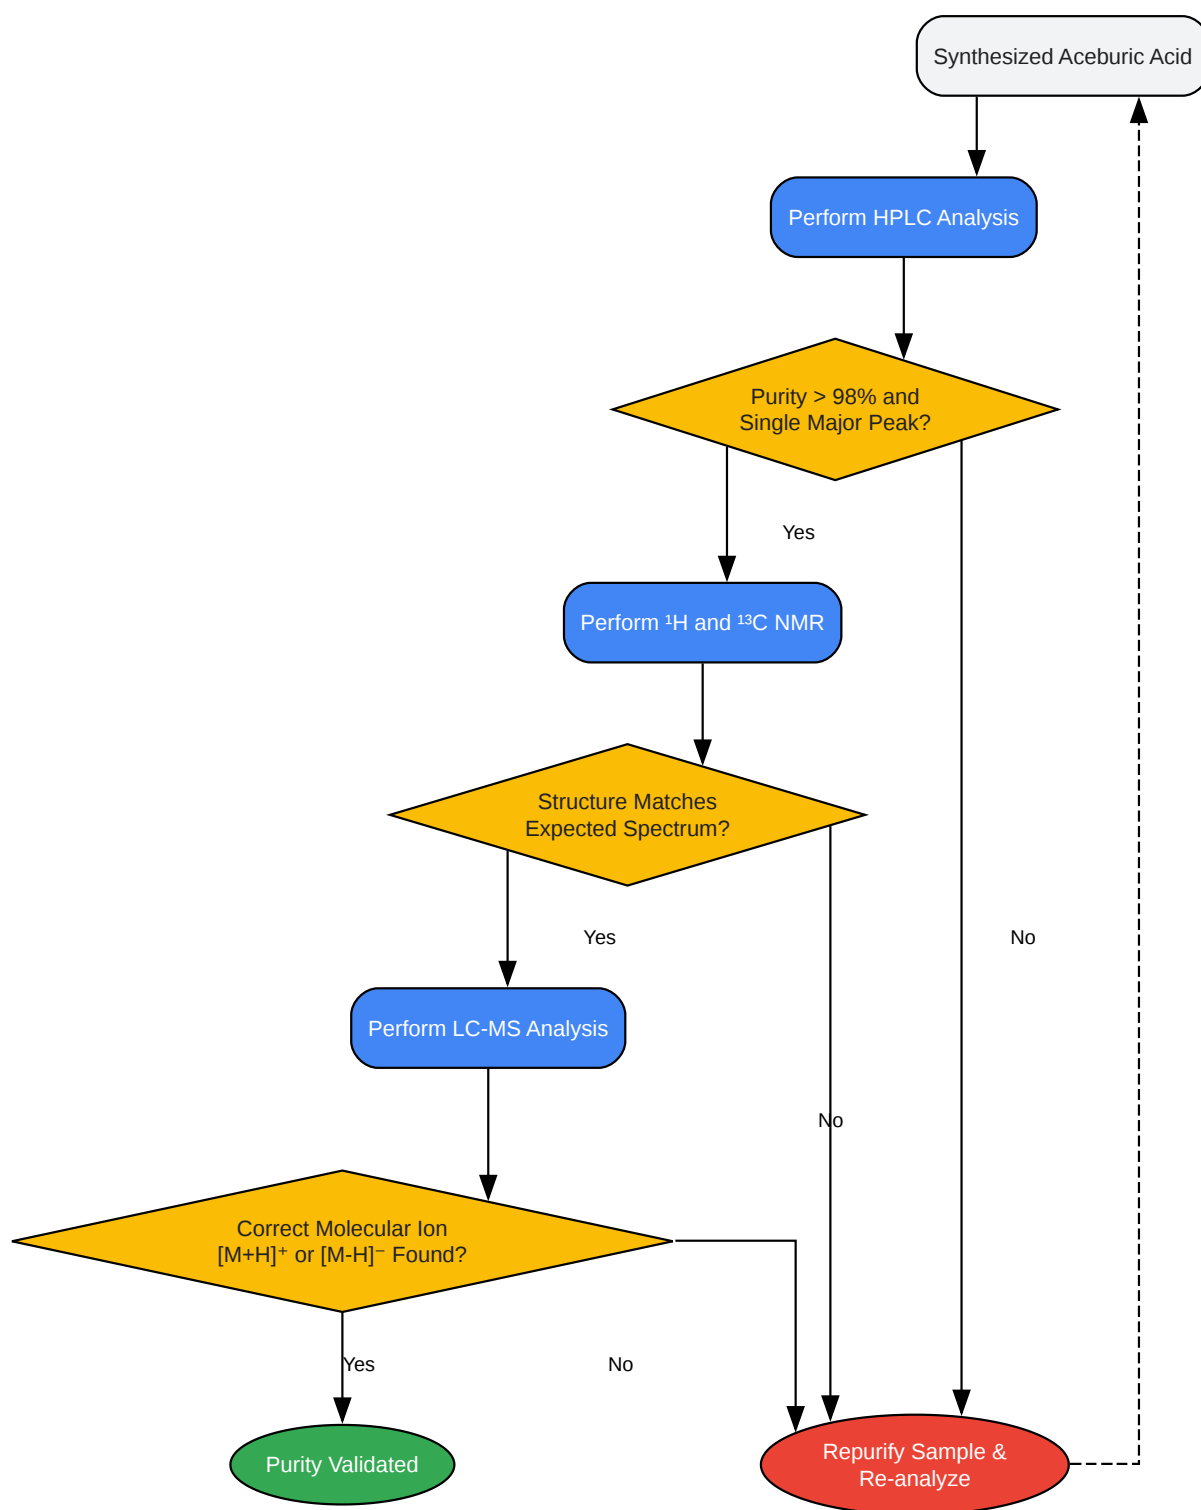 Synthesized Aceburic Acid
Perform HPLC Analysis
Purity > 98% and
Single Major Peak?
Yes
Perform ¹H and ¹³C NMR
Structure Matches
Expected Spectrum?
Yes
No
Perform LC-MS Analysis
No
Correct Molecular Ion
[M+H]⁺ or [M-H]⁻ Found?
Yes
No
Purity Validated
Repurify Sample &
Re-analyze